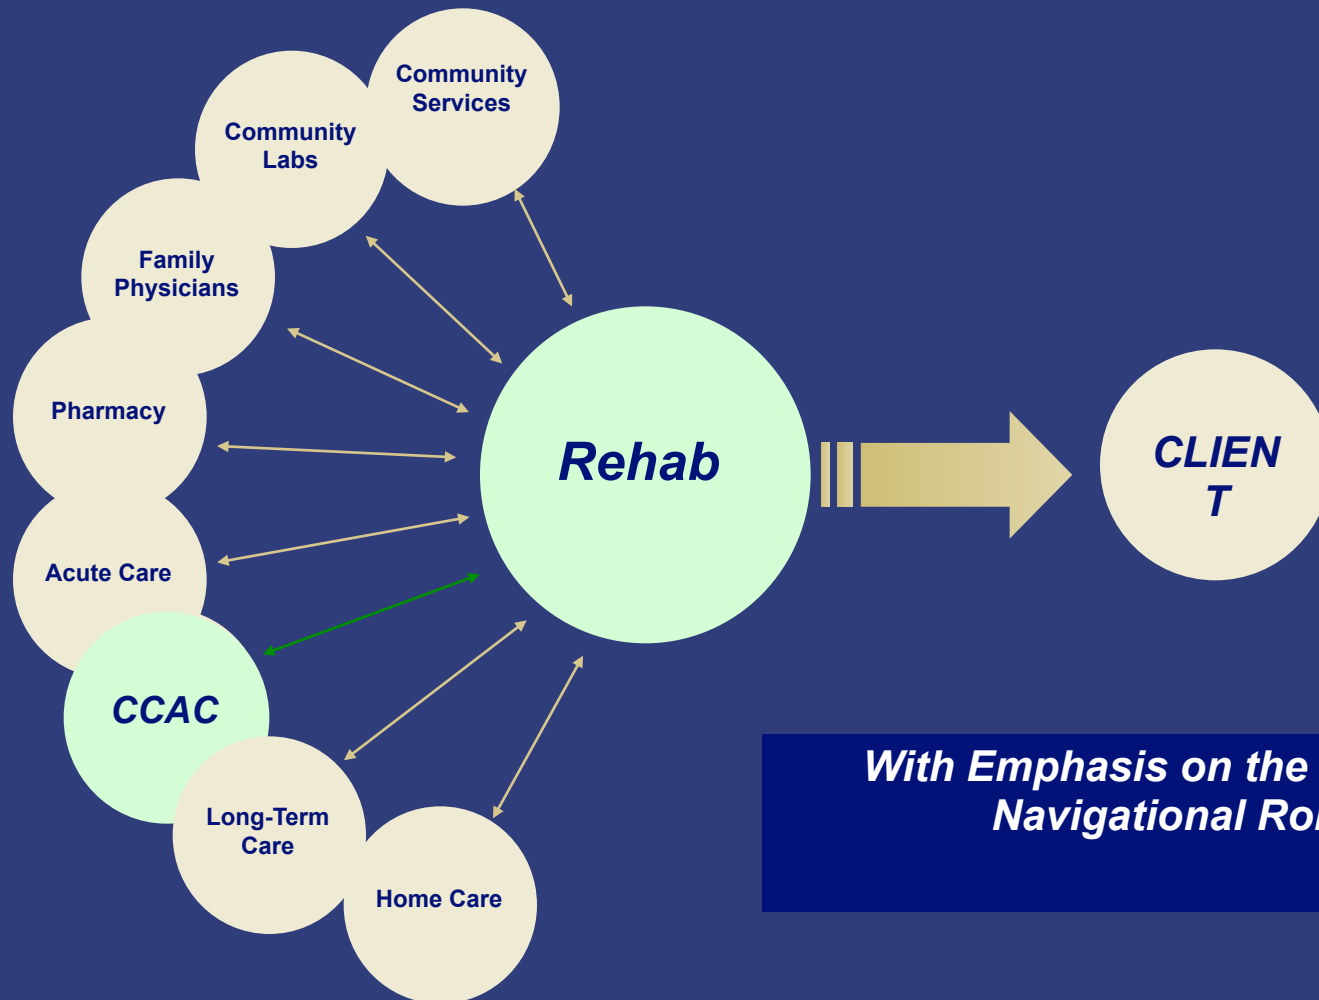 Community
Services
Community
Labs
Family
Physicians
Pharmacy
Rehab
CLIEN
T
Acute Care
CCAC
With Emphasis on the
Navigational
Long-Term
Care
Home Care